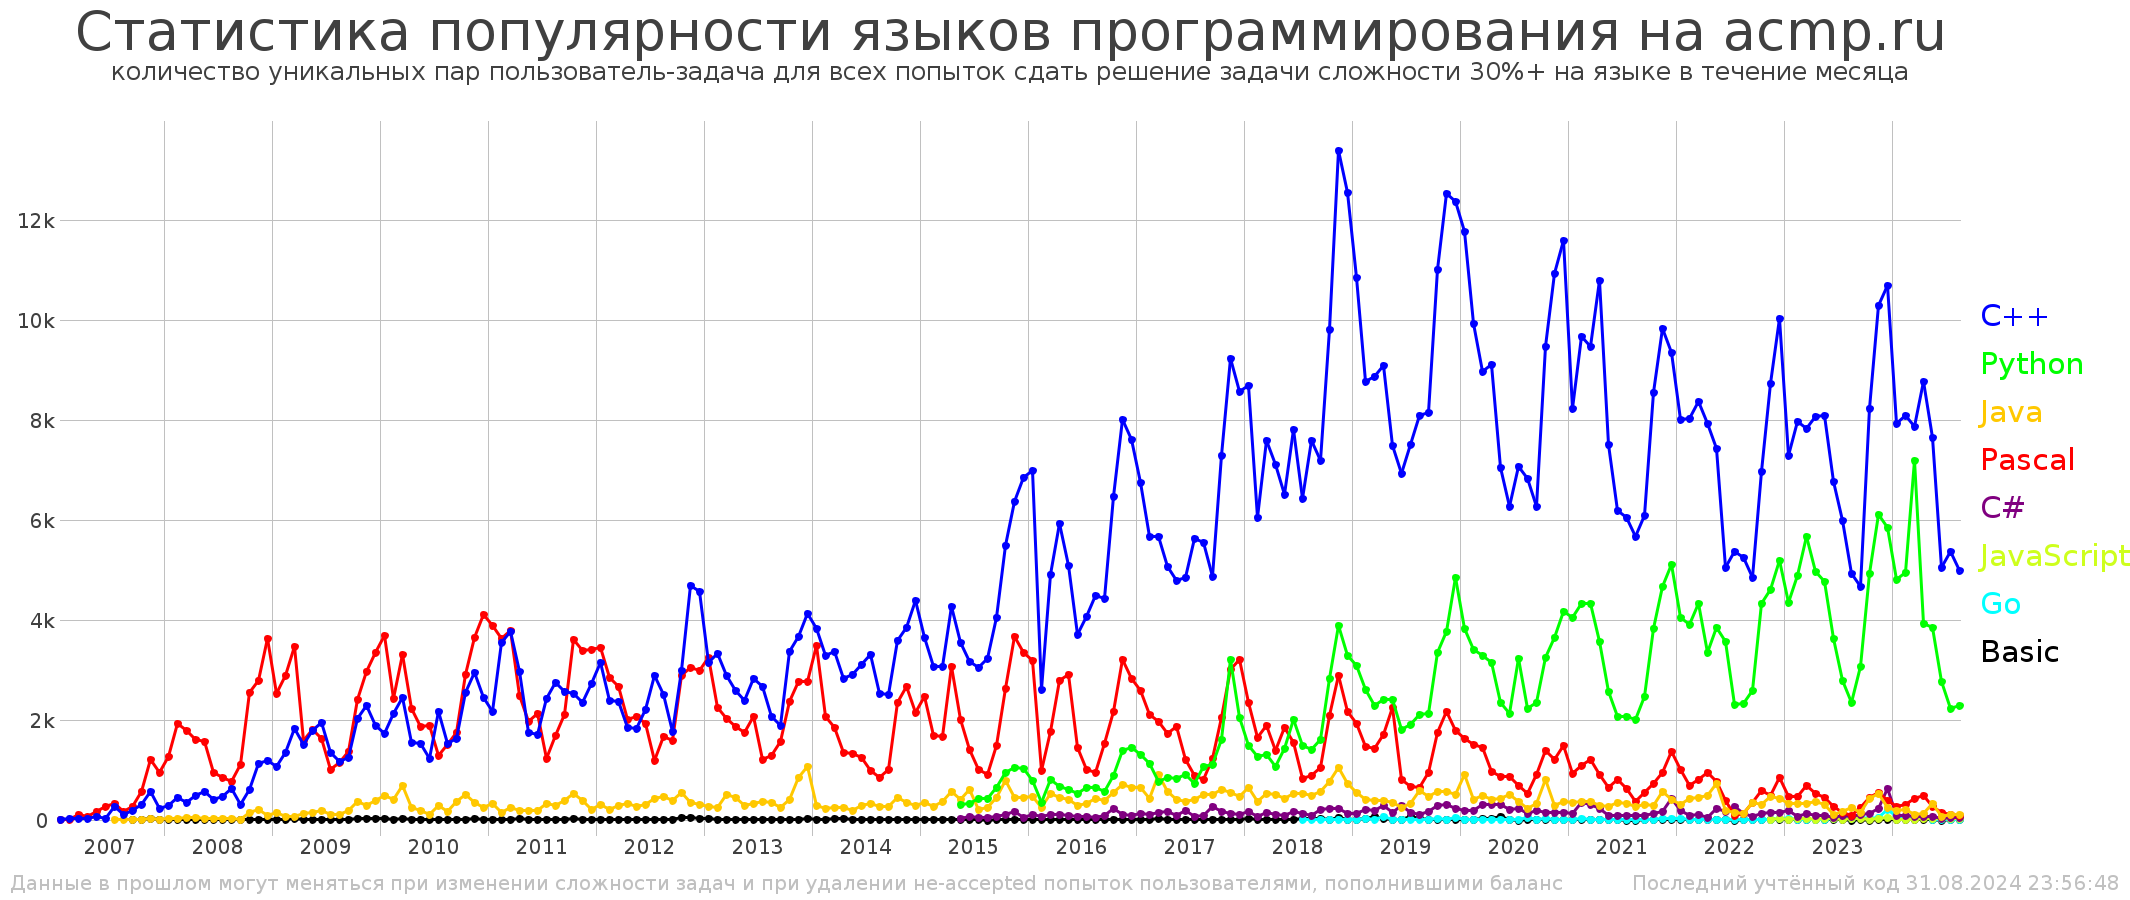 Статистика популярности языков программирования на acmp.ru
количество уникальных пар пользователь-задача для всех попыток сдать решение задачи сложности 30%+ на языке в течение месяца
12k
10k
8k
6k
4k
2k
0
C++
Python
Java
Pascal
C#
JavaScript
Go
Basic
2007 2008 2009 2010 2011 2012 2013 2014 2015 2016 2017 2018 2019 2020 2021 2022 2023
Данные в прошлом могут меняться при изменении сложности задач и при удалении не-accepted попыток пользователями, пополнившими баланс
Последний учтённый код 31.08.2024 23:56:48